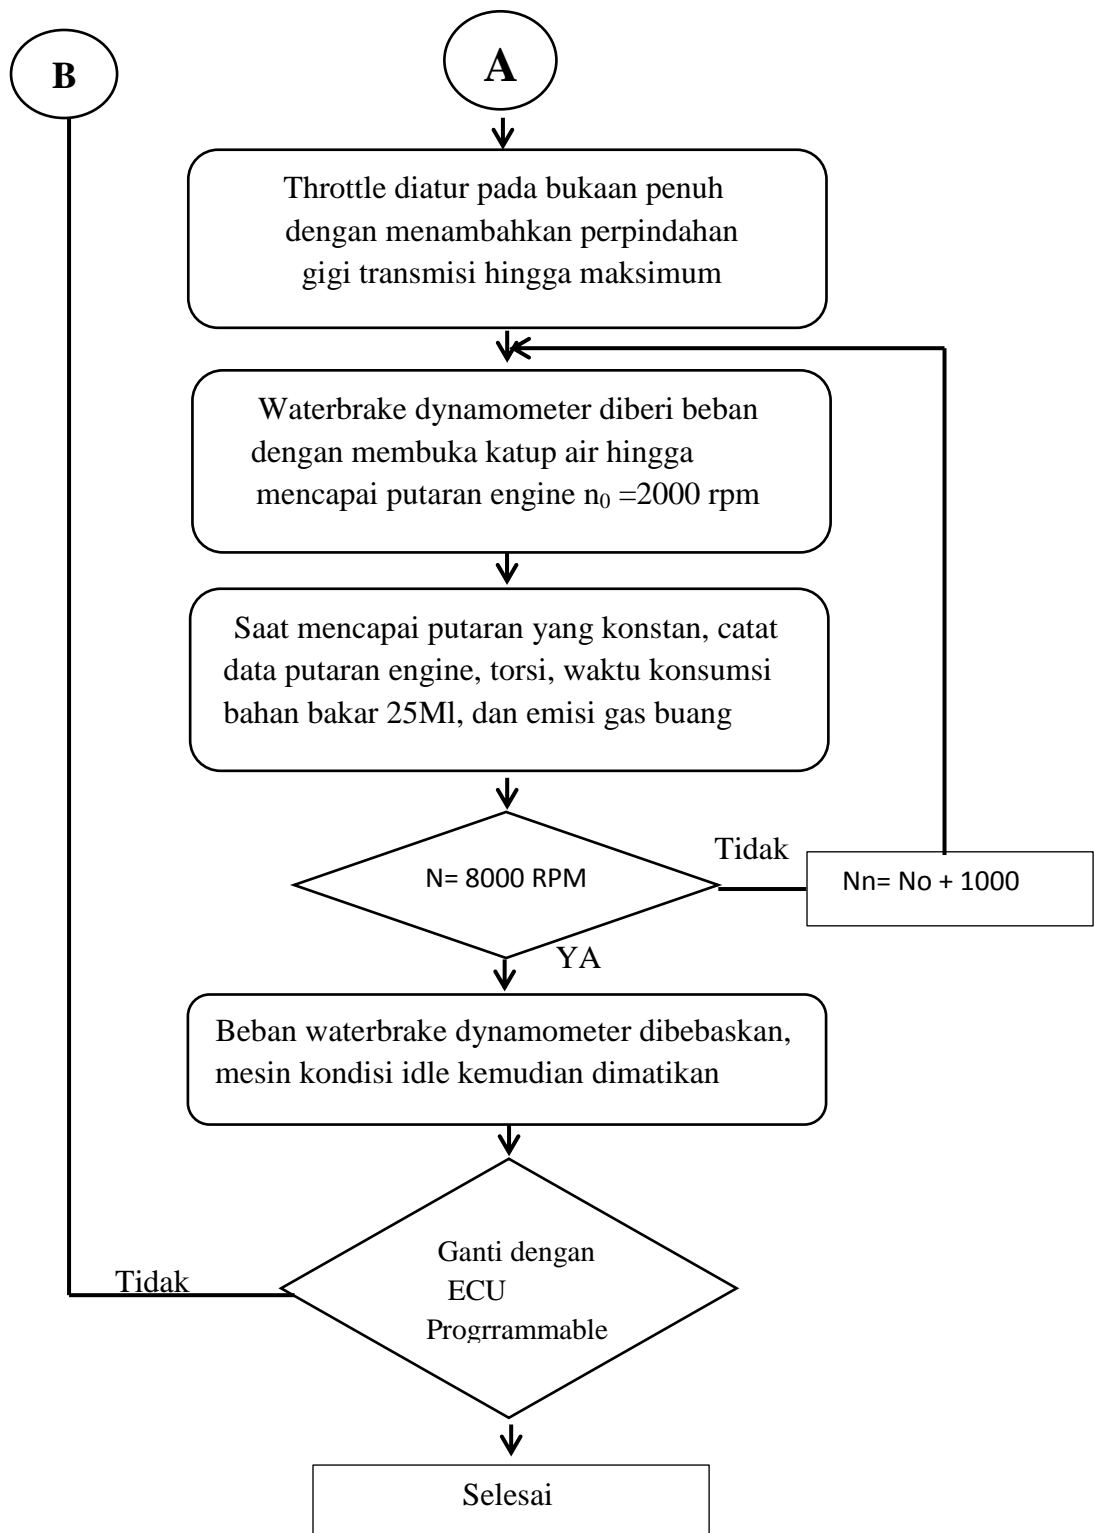 B
A
Throttle diatur pada bukaan penuh
dengan menambahkan perpindahan
gigi transmisi hingga maksimum
Waterbrake dynamometer diberi beban
dengan membuka katup air hingga
mencapai putaran engine n₀ =2000 rpm
Saat mencapai putaran yang konstan, catat
data putaran engine, torsi, waktu konsumsi
bahan bakar 25Ml, dan emisi gas buang
N= 8000 RPM
Tidak
Nn= No + 1000
YA
Beban waterbrake dynamometer dibebaskan,
mesin kondisi idle kemudian dimatikan
Ganti dengan
ECU
Progrrammable
Tidak
Selesai